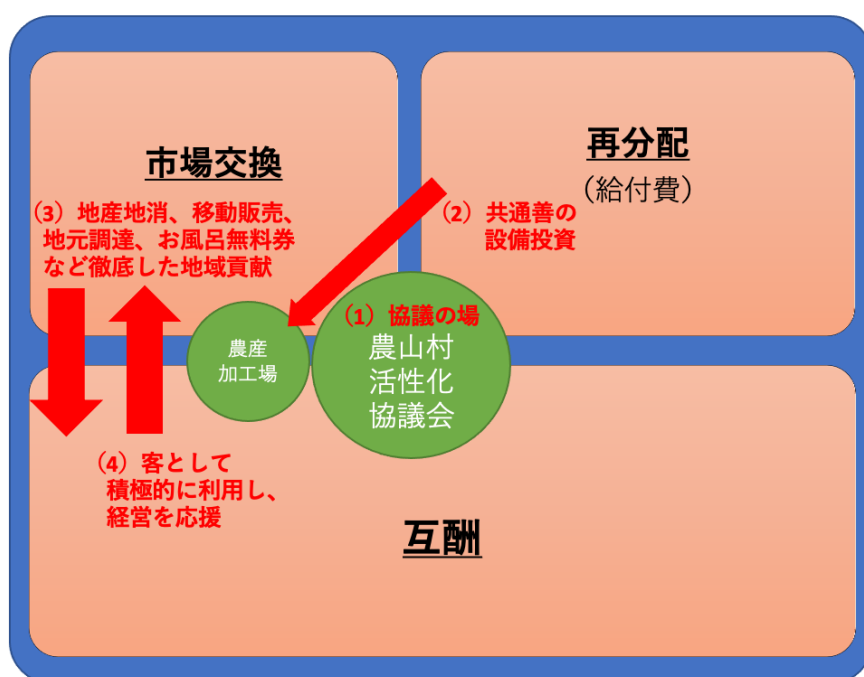 市場交換
再分配
（給付費）
（3）地産地消、移動販売、
地元調達、お風呂無料券
など徹底した地域貢献
（2）共通善の
設備投資
（1）協議の場
農山村
活性化
協議会
農産
加工場
（4）客として
積極的に利用し、
経営を応援
互酬